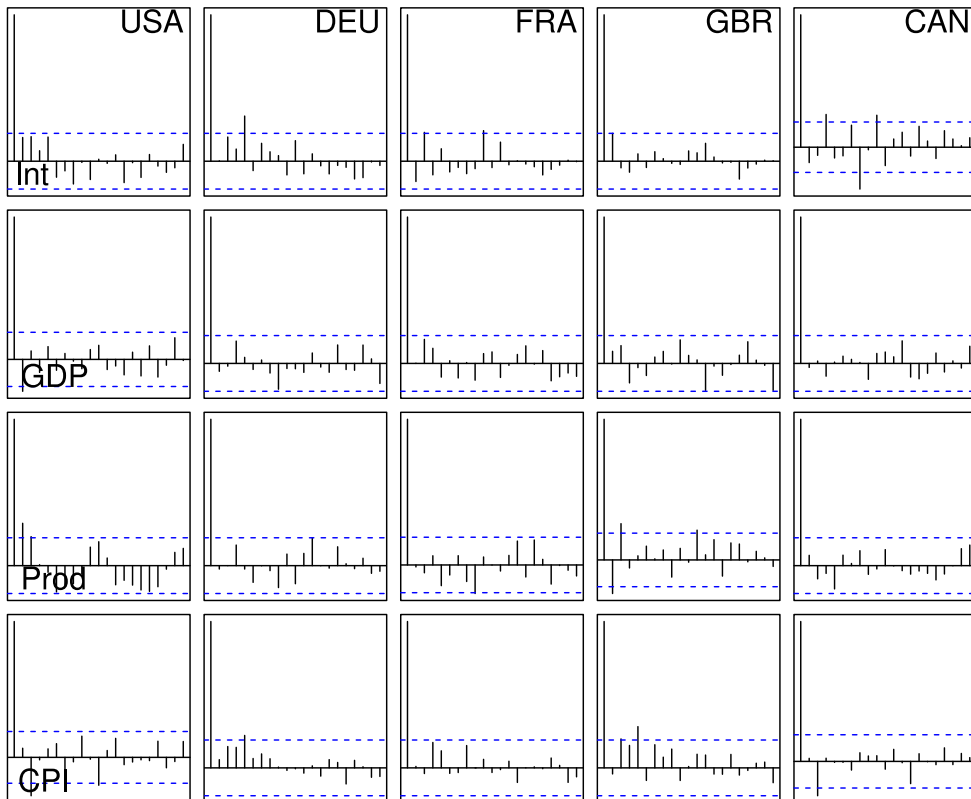 USA
DEU
FRA
GBR
CAN
Int
GDP
Prod
CPI